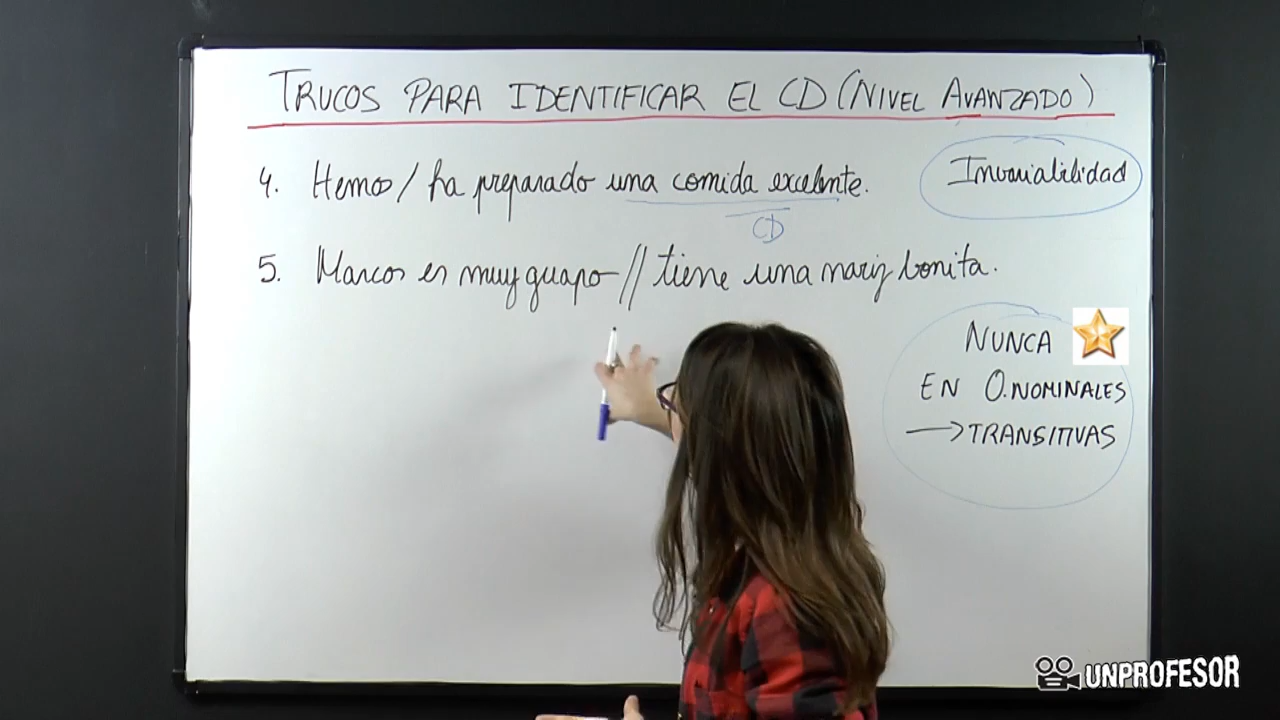 TRUCOS PARA IDENTIFICAR EL CD (NIVEL AVANZADO)
4. Hemos / ha preparado una comida excelente.
Invariabilidad
CD
5. Marcos es muy guapo // tiene una nariz bonita.
NUNCA
EN O.NOMINALES
→ TRANSITIVAS
UNPROFESOR